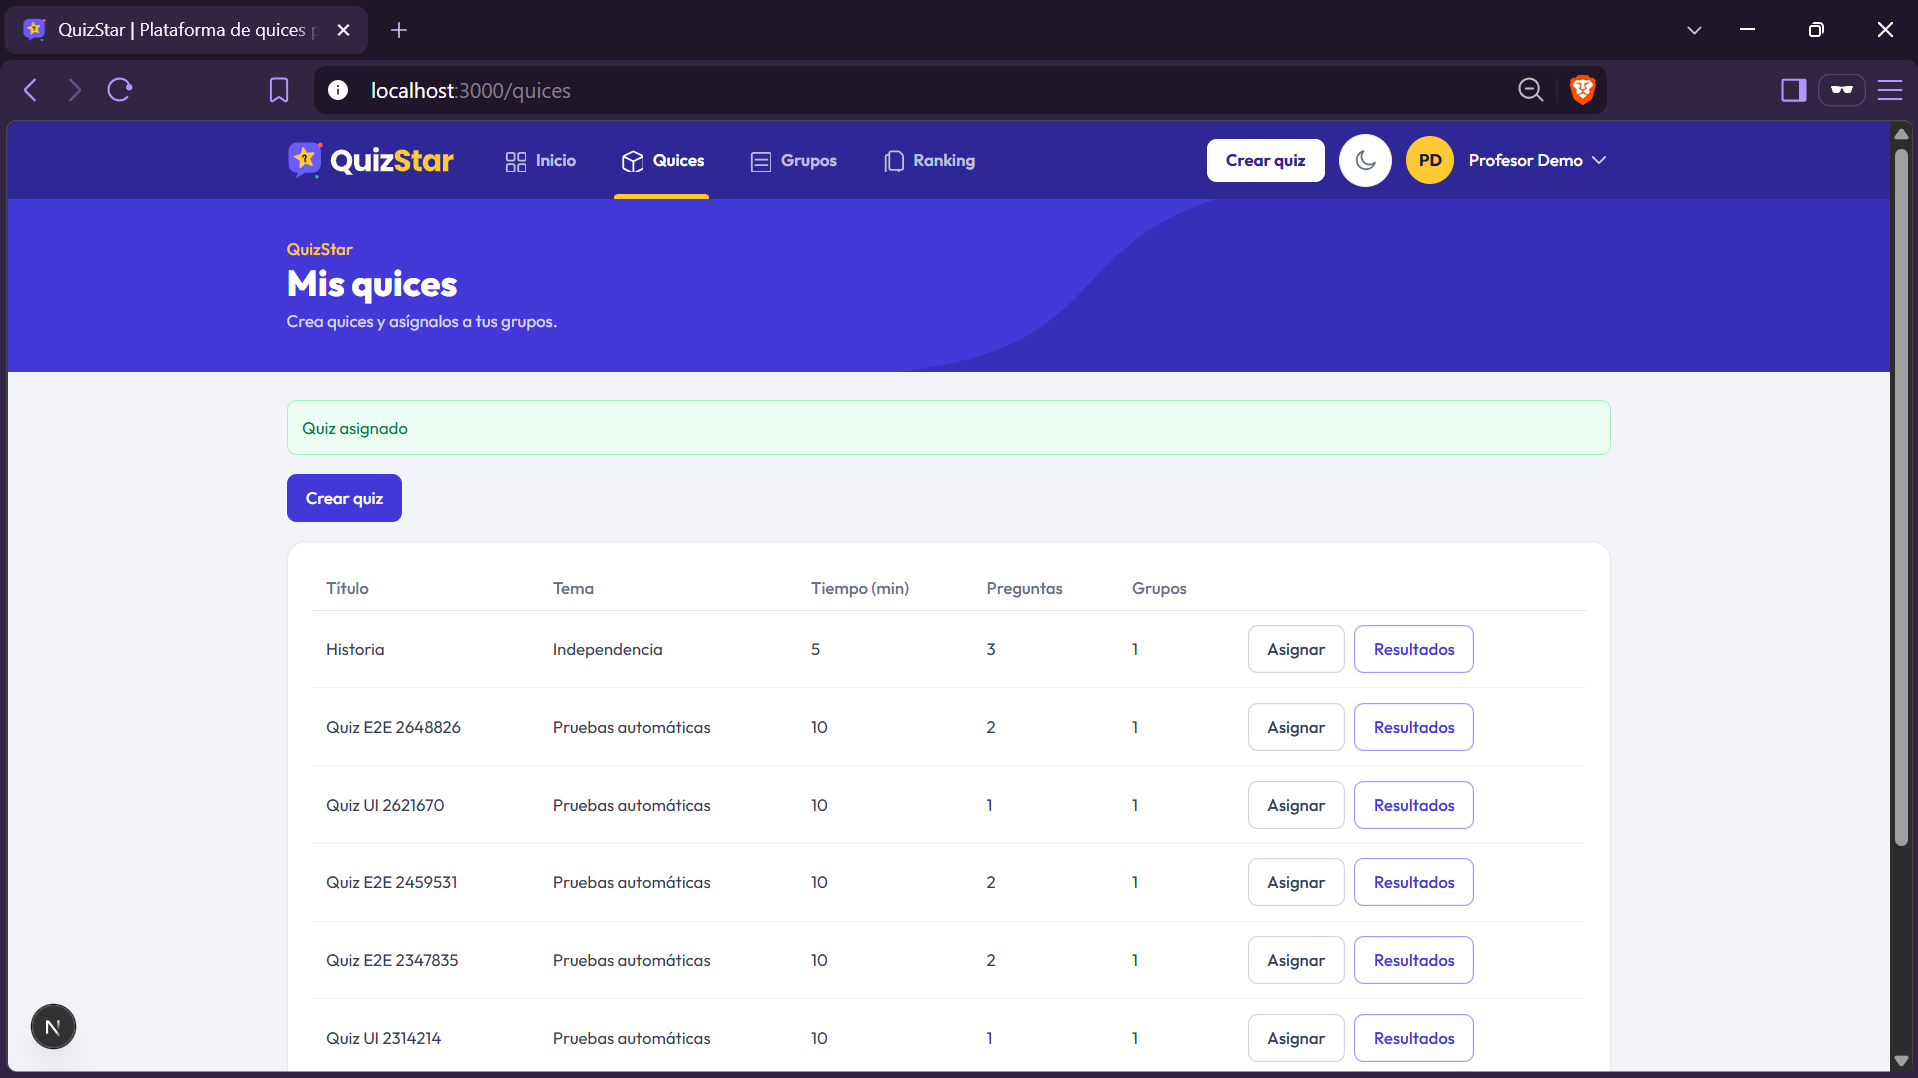 QuizStar | Plataforma de quices
localhost:3000/quices
QuizStar
Inicio
Quices
Grupos
Ranking
Crear quiz
PD
Profesor Demo
QuizStar
Mis quices
Crea quices y asígnalos a tus grupos.
Quiz asignado
Crear quiz
Título Tema Tiempo (min) Preguntas Grupos
Historia Independencia 5 3 1 Asignar Resultados
Quiz E2E 2648826 Pruebas automáticas 10 2 1 Asignar Resultados
Quiz UI 2621670 Pruebas automáticas 10 1 1 Asignar Resultados
Quiz E2E 2459531 Pruebas automáticas 10 2 1 Asignar Resultados
Quiz E2E 2347835 Pruebas automáticas 10 2 1 Asignar Resultados
Quiz UI 2314214 Pruebas automáticas 10 1 1 Asignar Resultados
N